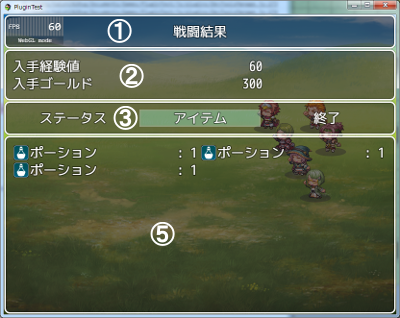 PluginTest
FPS 60
WebGL mode
① 戦闘結果
入手経験値 60
② 
入手ゴールド 300
ステータス ③ アイテム 終了
ポーション : 1 ポーション : 1
ポーション : 1
⑤